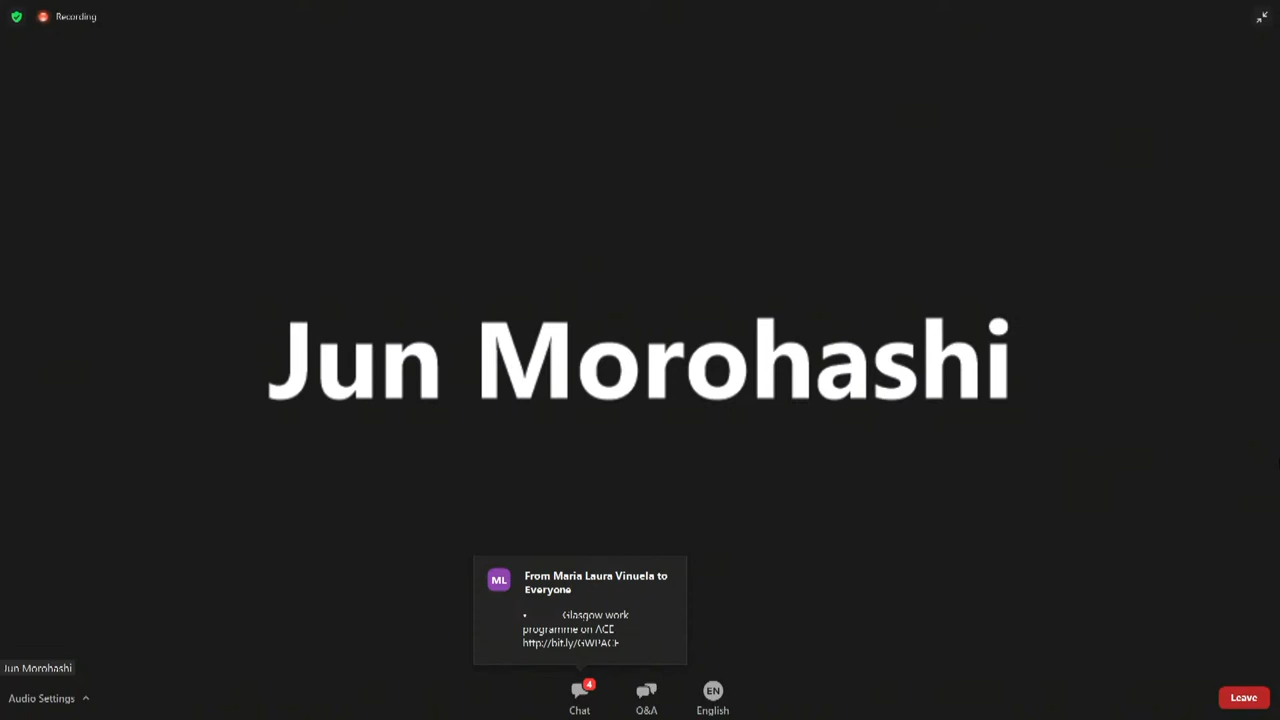 Recording
Jun Morohashi
ML
From Maria Laura Vinuela to
Everyone
• Glasgow work
programme on ACE
http://bit.ly/GWPACE
Jun Morohashi
Audio Settings
4
Chat
Q&A
EN
English
Leave